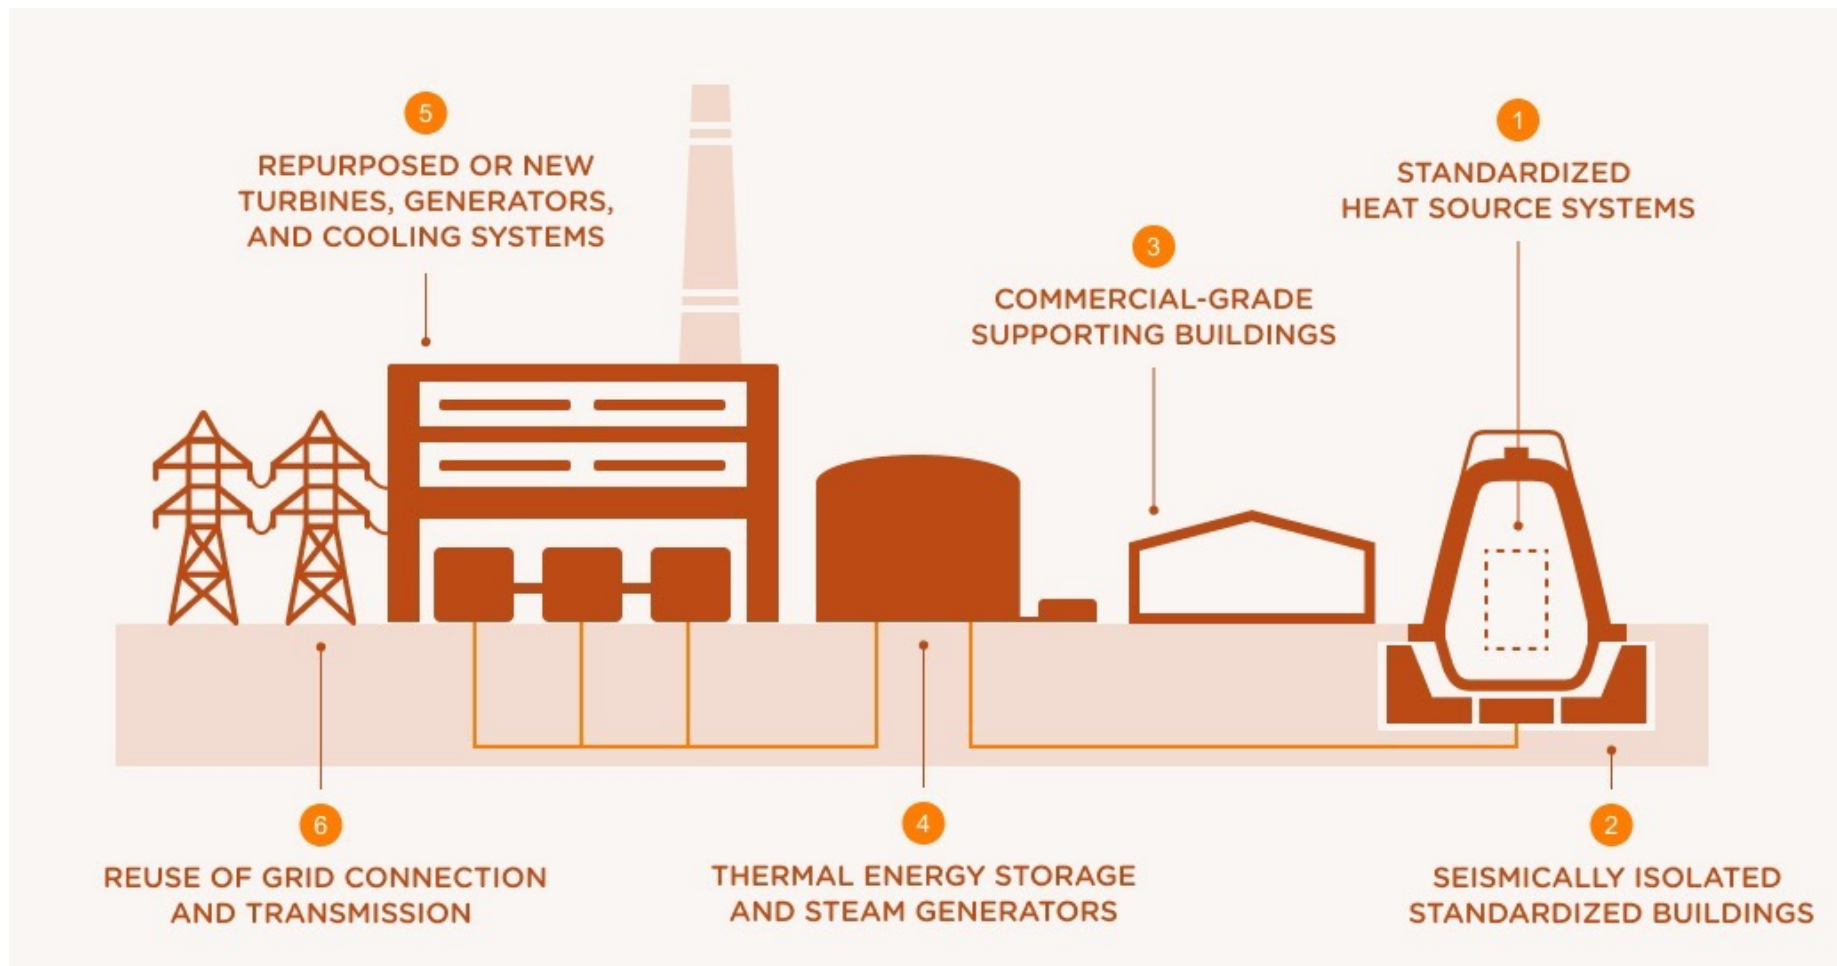 5
REPURPOSED OR NEW
TURBINES, GENERATORS,
AND COOLING SYSTEMS
1
STANDARDIZED
HEAT SOURCE SYSTEMS
3
COMMERCIAL-GRADE
SUPPORTING BUILDINGS
6
REUSE OF GRID CONNECTION
AND TRANSMISSION
4
THERMAL ENERGY STORAGE
AND STEAM GENERATORS
2
SEISMICALLY ISOLATED
STANDARDIZED BUILDINGS